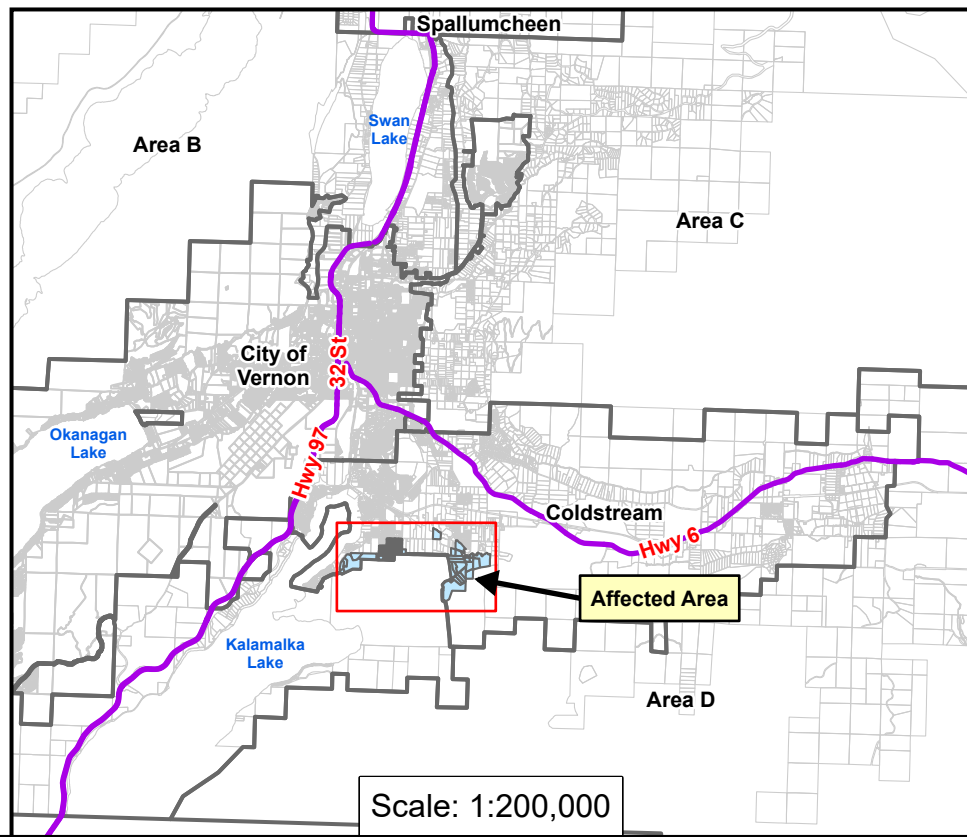 Spallumcheen
Swan
Lake
Area B
Area C
32 St
City of
Vernon
Okanagan
Lake
Hwy 97
Coldstream
Hwy 6
Affected Area
Kalamalka
Lake
Area D
Scale: 1:200,000